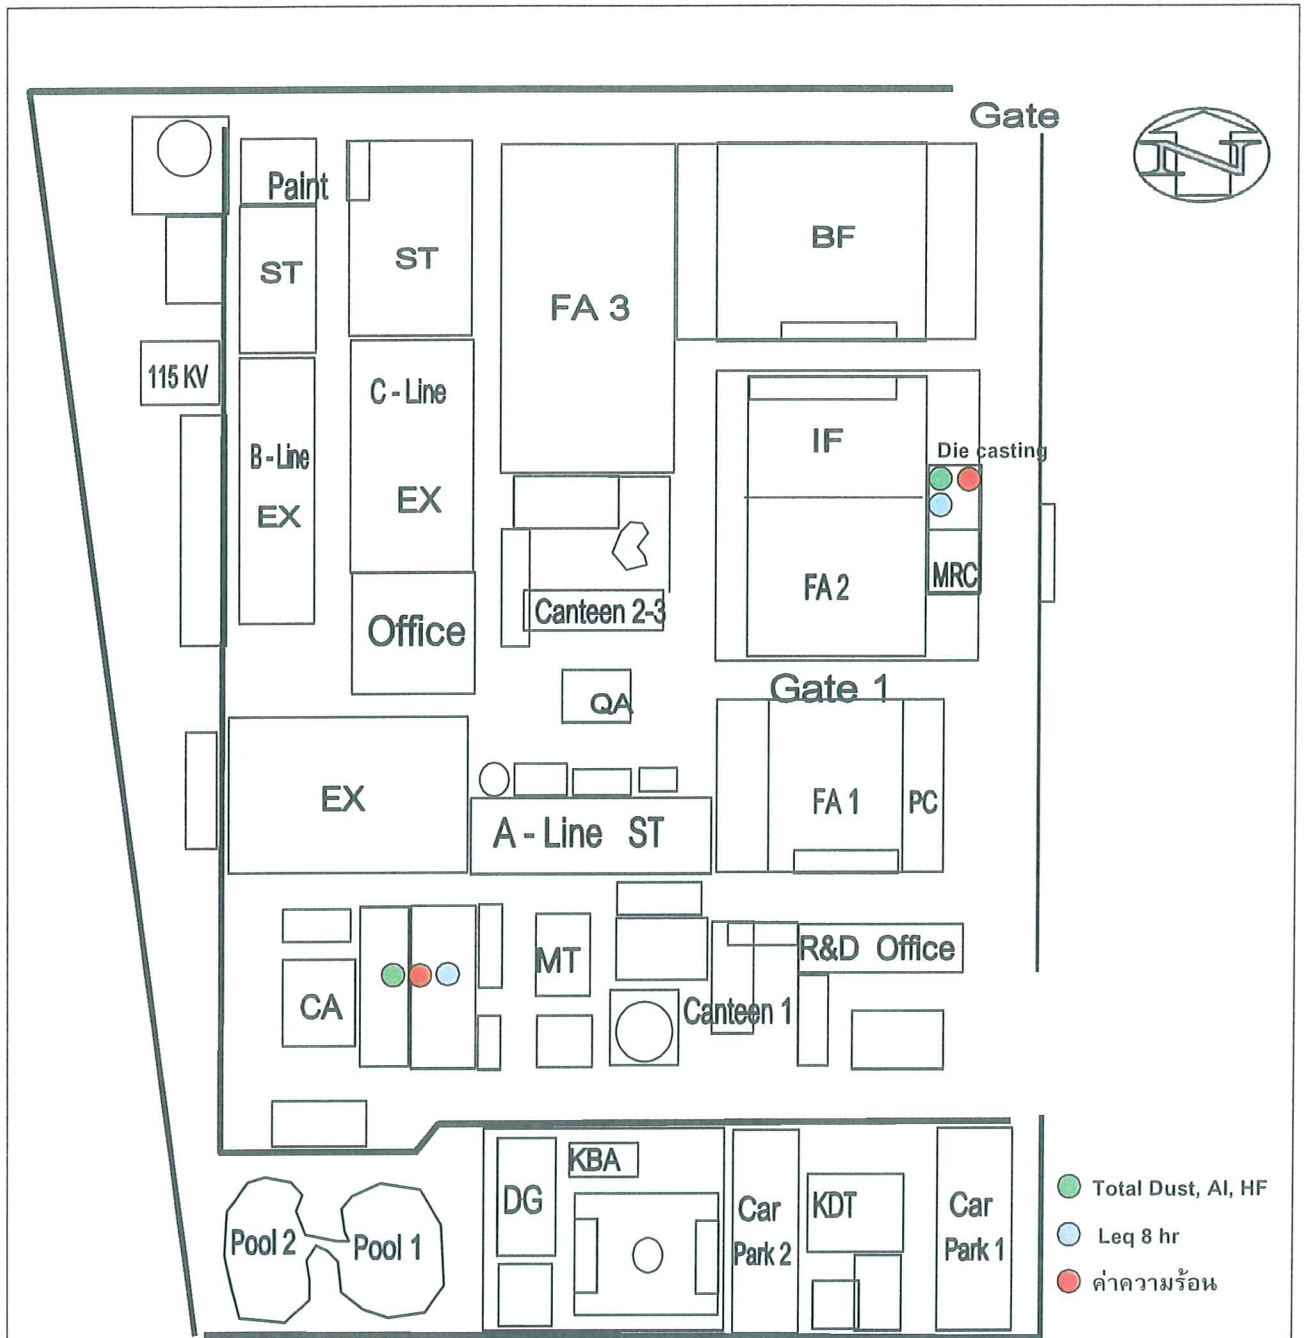 Gate
N
Paint
ST
ST
BF
FA 3
115 KV
C - Line
B - Line
EX
EX
IF
Die casting
FA 2
MRC
Office
Canteen 2-3
QA
Gate 1
EX
A - Line ST
FA 1
PC
CA
MT
R&D Office
Canteen 1
DG
KBA
Car
Park 2
KDT
Car
Park 1
Pool 2
Pool 1
Total Dust, Al, HF
Leq 8 hr
ค่าความร้อน